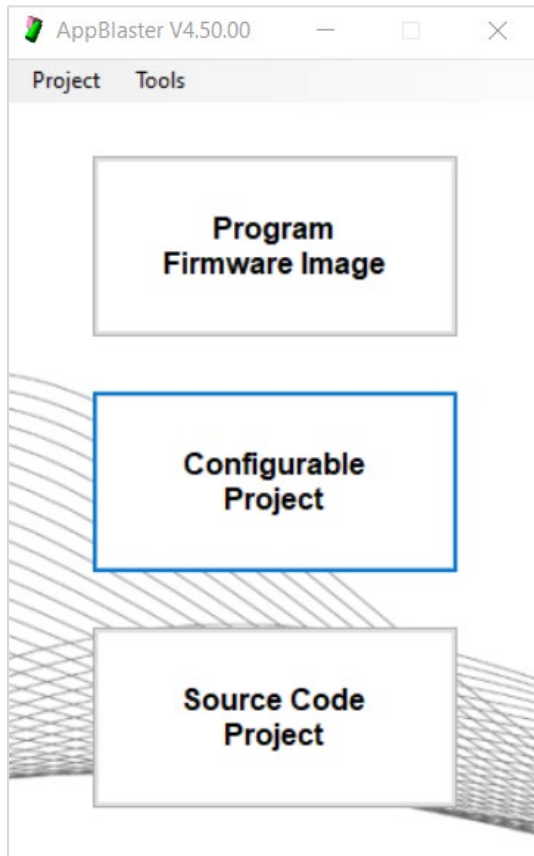 AppBlaster V4.50.00
Project Tools
Program
Firmware Image
Configurable
Project
Source Code
Project